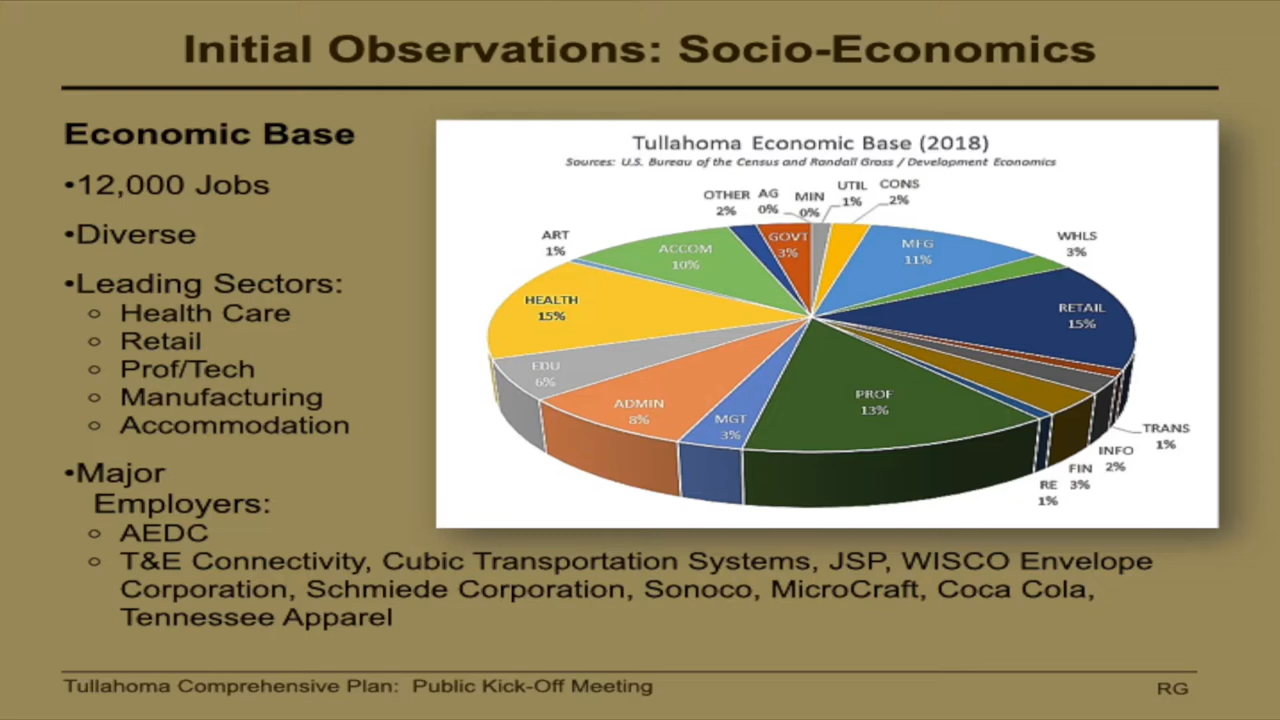 Initial Observations: Socio-Economics
Economic Base
•12,000 Jobs
•Diverse
•Leading Sectors:
Health Care
Retail
Prof/Tech
Manufacturing
Accommodation
•Major
Employers:
AEDC
T&E Connectivity, Cubic Transportation Systems, JSP, WISCO Envelope
Corporation, Schmiede Corporation, Sonoco, MicroCraft, Coca Cola,
Tennessee Apparel
Tullahoma Economic Base (2018)
Sources: U.S. Bureau of the Census and Randall Gross / Development Economics
OTHER
2%
AG
0%
MIN
0%
UTIL
1%
CONS
2%
ART
1%
ACCOM
10%
GOVT
3%
MFG
11%
WHLS
3%
HEALTH
15%
RETAIL
15%
EDU
6%
ADMIN
8%
MGT
3%
PROF
13%
TRANS
1%
INFO
2%
FIN
3%
RE
1%
Tullahoma Comprehensive Plan: Public Kick-Off Meeting
RG